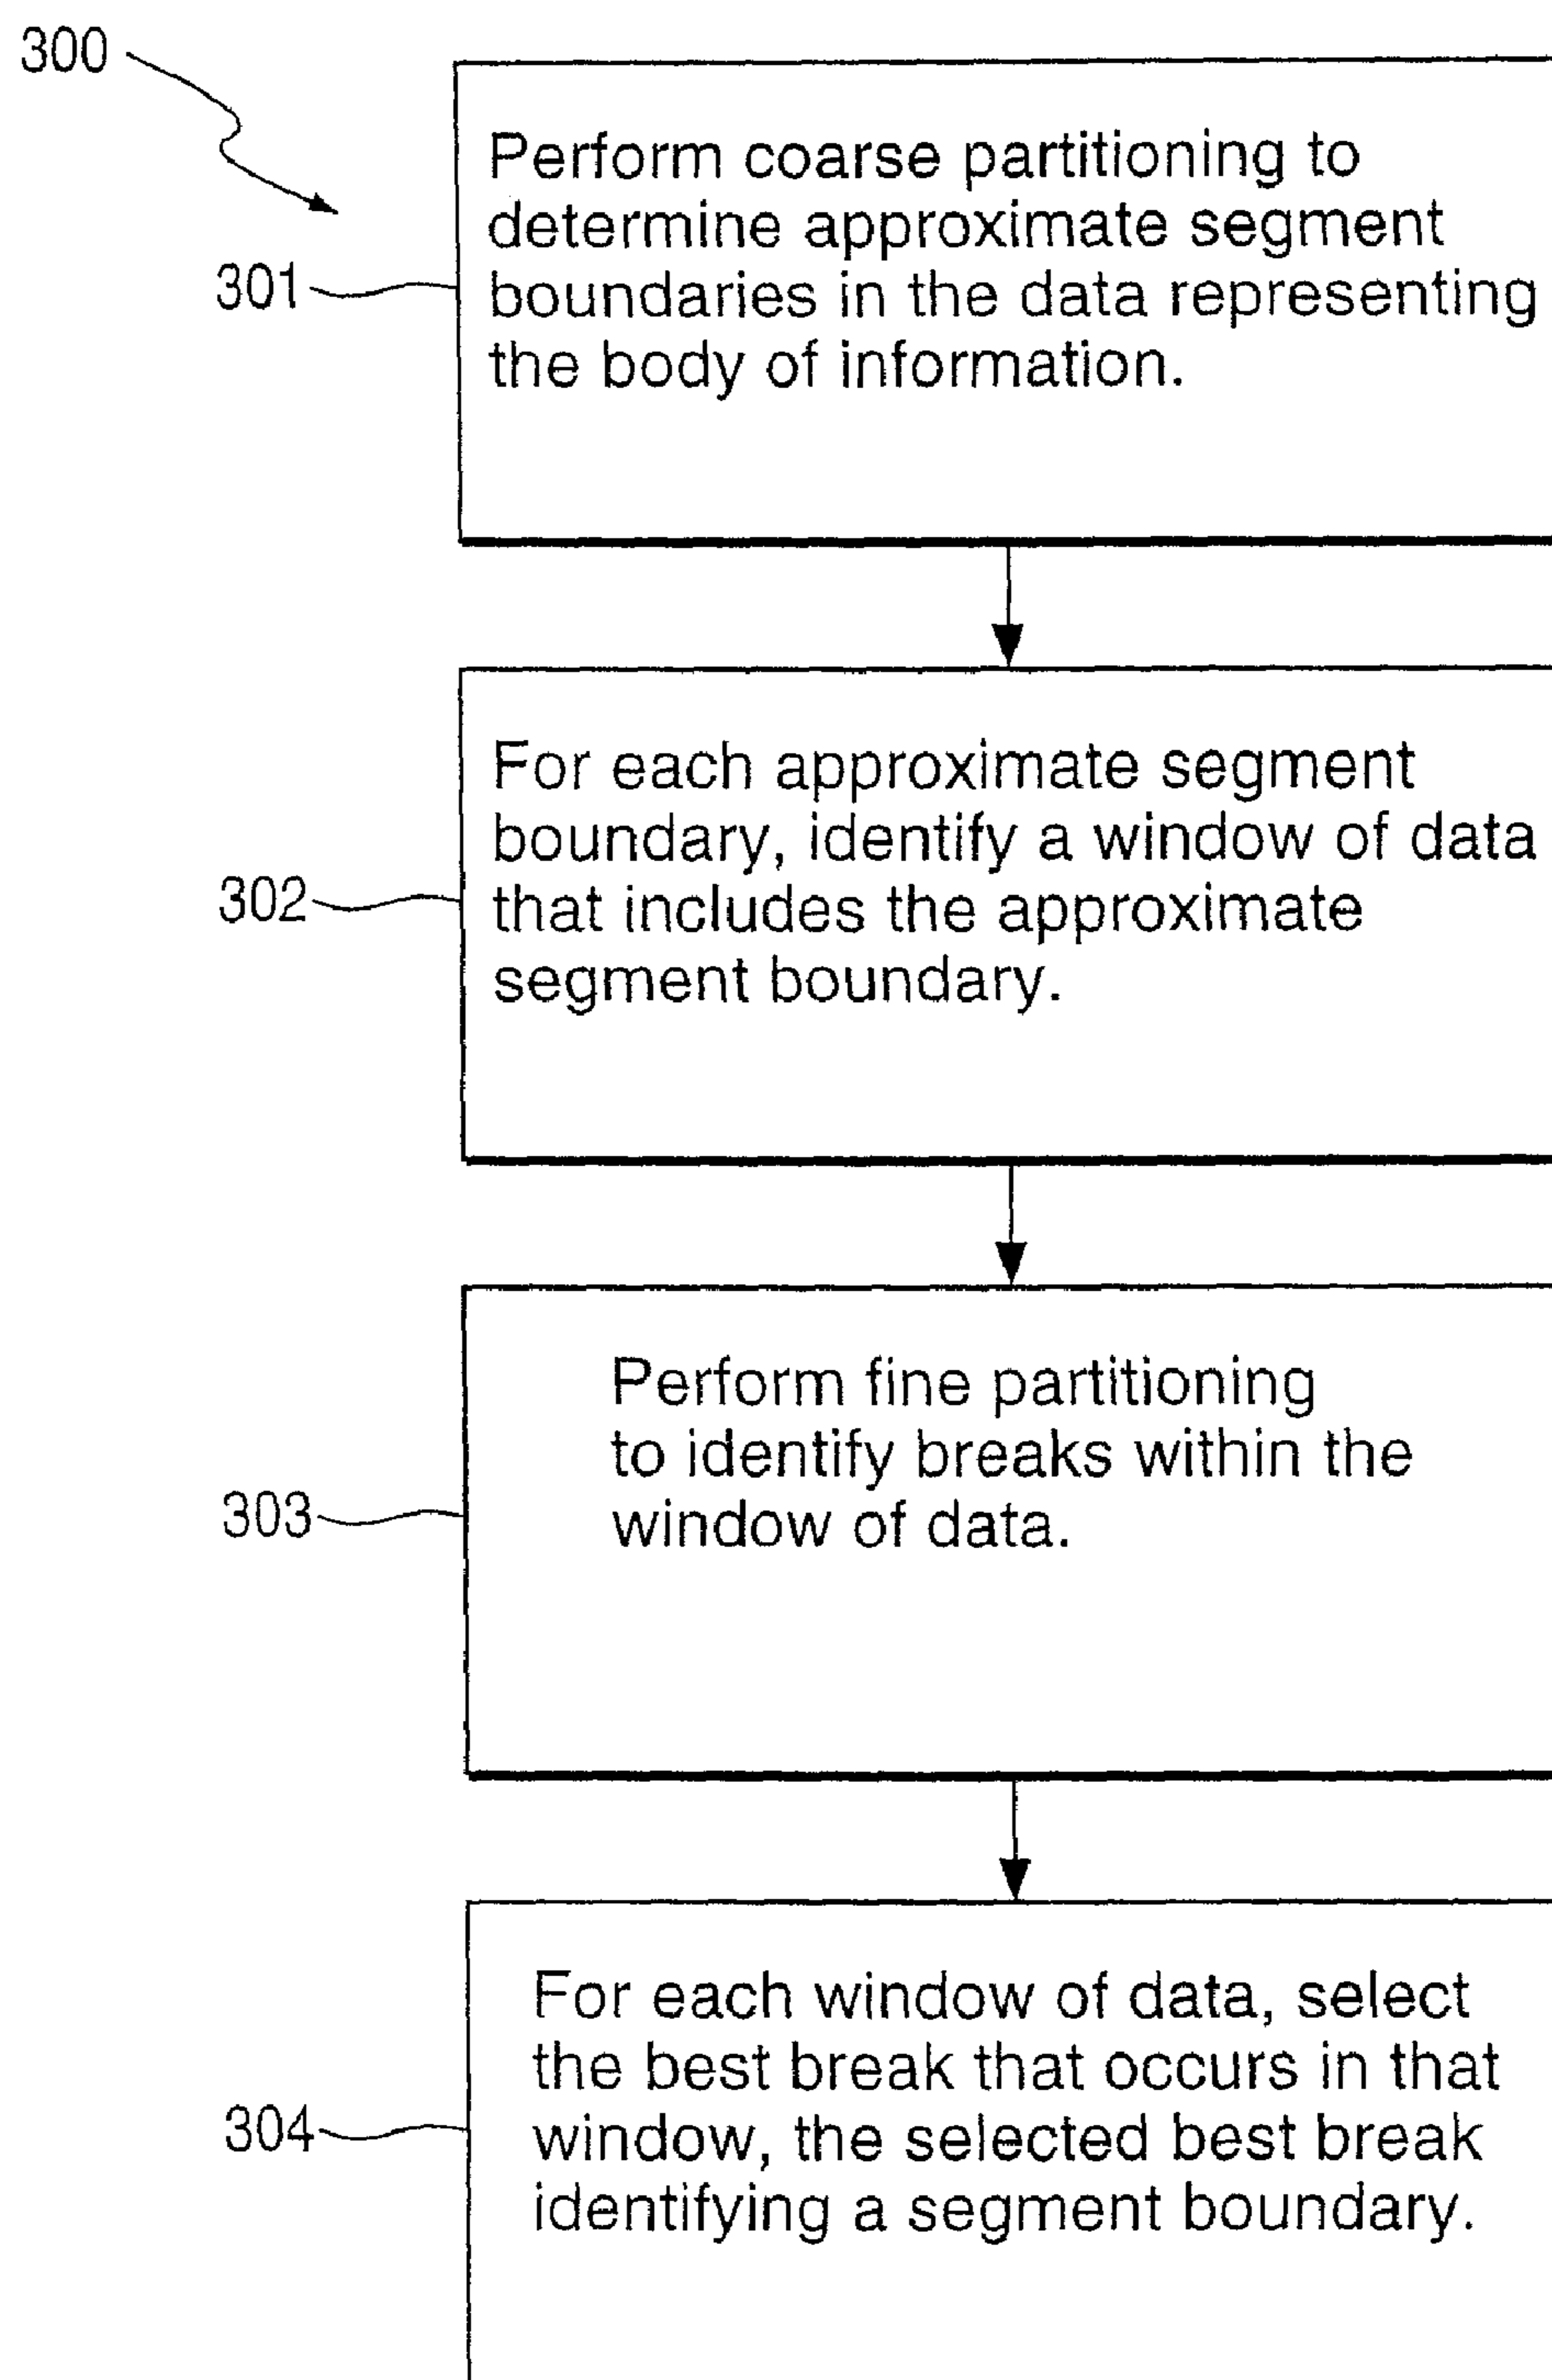 300
Perform coarse partitioning to
determine approximate segment
boundaries in the data representing
the body of information.
301
For each approximate segment
boundary, identify a window of data
that includes the approximate
segment boundary.
302
Perform fine partitioning
to identify breaks within the
window of data.
303
For each window of data, select
the best break that occurs in that
window, the selected best break
identifying a segment boundary.
304